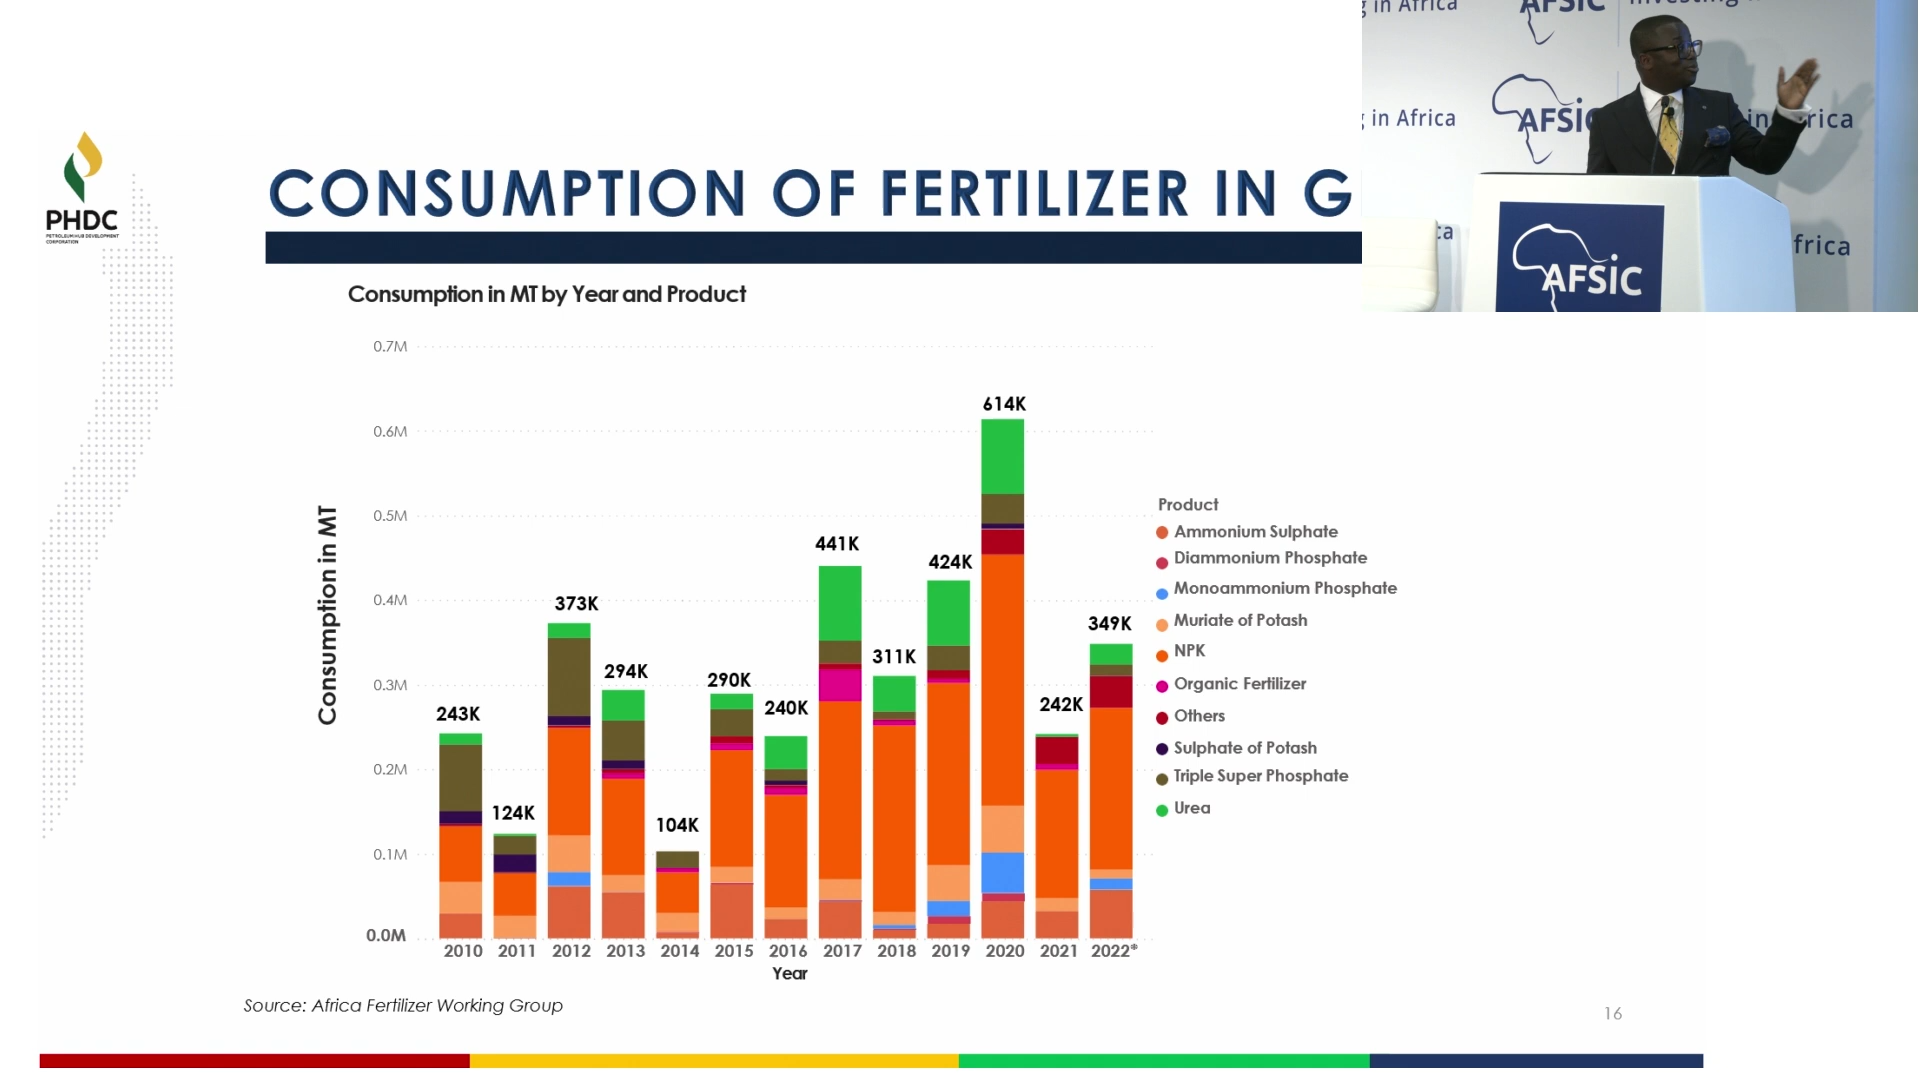 PHDC
PETROLEUM HUB DEVELOPMENT
CORPORATION
CONSUMPTION OF FERTILIZER IN G
Consumption in MT by Year and Product
Consumption in MT
0.7M
0.6M
0.5M
0.4M
0.3M
0.2M
0.1M
0.0M
243K
124K
373K
294K
104K
290K
240K
441K
311K
424K
614K
242K
349K
2010 2011 2012 2013 2014 2015 2016 2017 2018 2019 2020 2021 2022*
Year
Product
Ammonium Sulphate
Diammonium Phosphate
Monoammonium Phosphate
Muriate of Potash
NPK
Organic Fertilizer
Others
Sulphate of Potash
Triple Super Phosphate
Urea
Source: Africa Fertilizer Working Group
16
in Africa
AFSIC
in Africa
AFSIC
in rica
frica
AFSIC